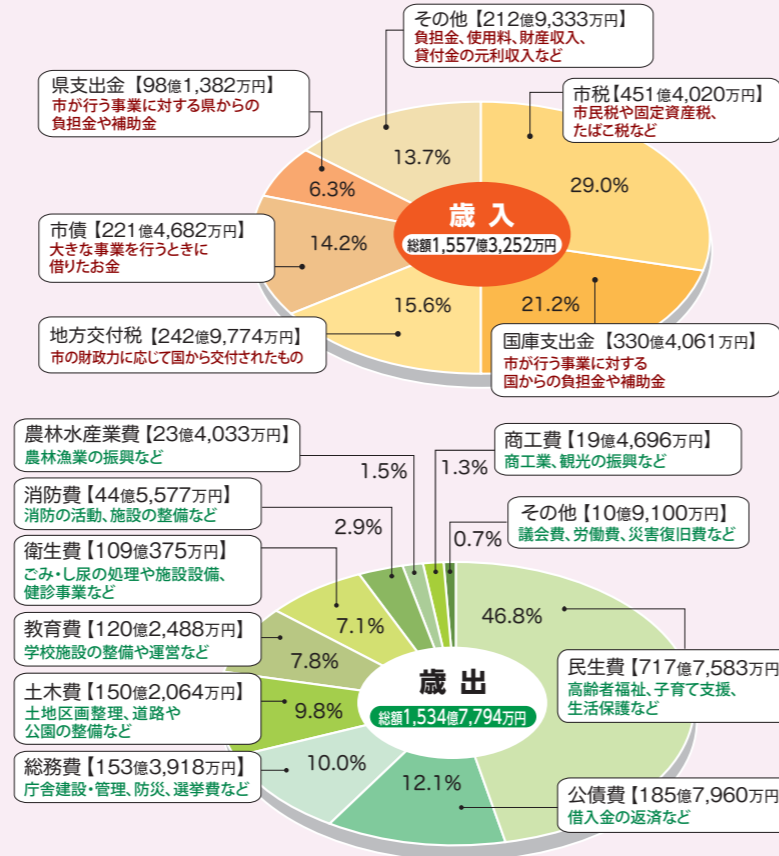 その他【212億9,333万円】
負担金、使用料、財産収入、
貸付金の元利収入など
県支出金【98億1,382万円】
市が行う事業に対する県からの
負担金や補助金
市税【451億4,020万円】
市民税や固定資産税、
たばこ税など
13.7%
29.0%
6.3%
歳入
総額1,557億3,252万円
市債【221億4,682万円】
大きな事業を行うときに
借りたお金
14.2%
15.6%
21.2%
地方交付税【242億9,774万円】
市の財政力に応じて国から交付されたもの
国庫支出金【330億4,061万円】
市が行う事業に対する
国からの負担金や補助金
農林水産業費【23億4,033万円】
農林漁業の振興など
1.5%
1.3%
商工費【19億4,696万円】
商工業、観光の振興など
消防費【44億5,577万円】
消防の活動、施設の整備など
2.9%
0.7%
その他【10億9,100万円】
議会費、労働費、災害復旧費など
衛生費【109億375万円】
ごみ・し尿の処理や施設設備、
健診事業など
7.1%
46.8%
教育費【120億2,488万円】
学校施設の整備や運営など
7.8%
歳出
総額1,534億7,794万円
民生費【717億7,583万円
高齢者福祉、子育て支援、
生活保護など
土木費【150億2,064万円】
土地区画整理、道路や
公園の整備など
9.8%
総務費【153億3,918万円】
庁舎建設・管理、防災、選挙費など
10.0%
12.1%
公債費【185億7,960万円
借入金の返済など